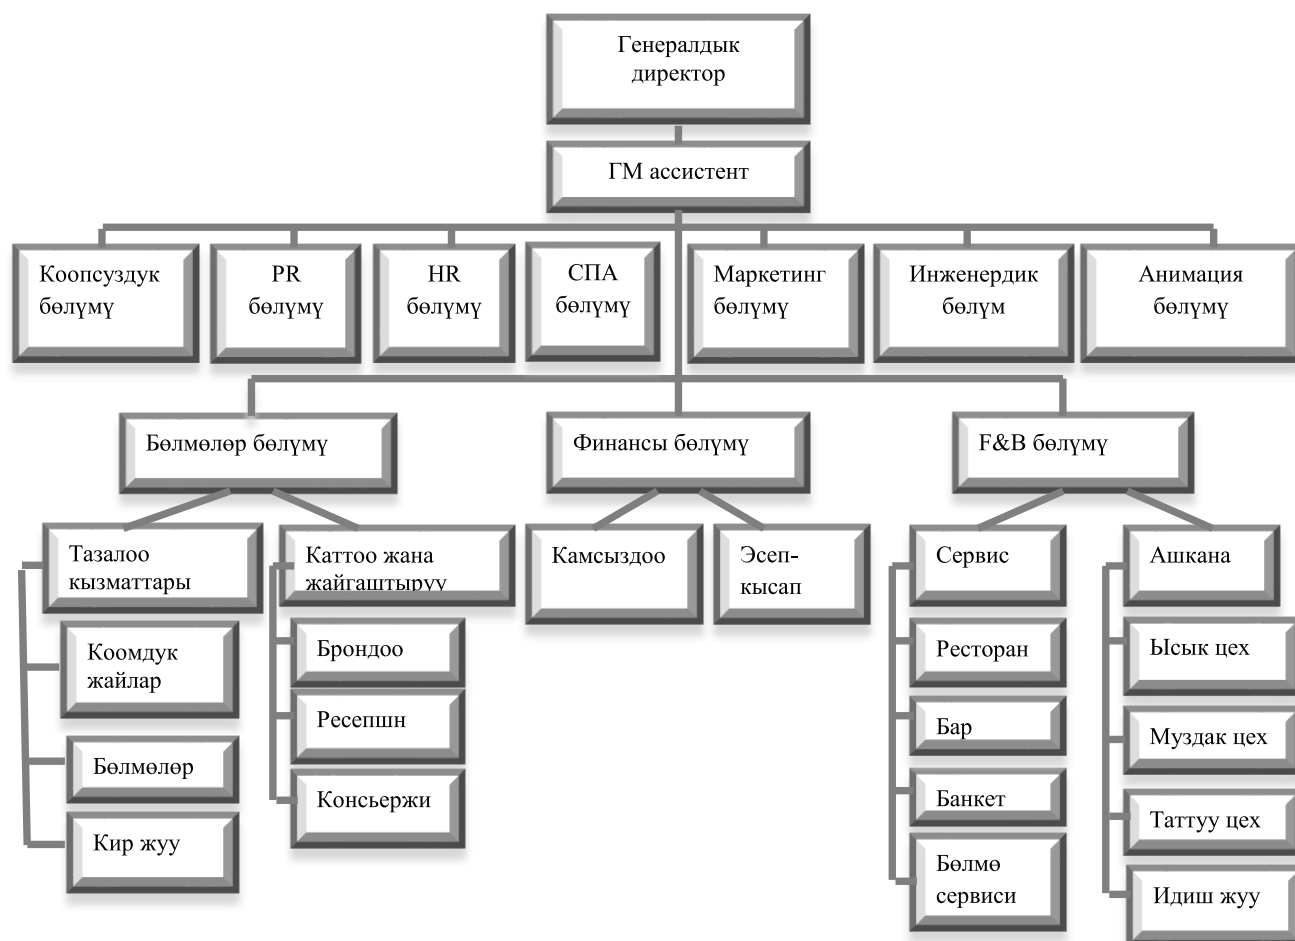 Генералдык
директор
ГМ ассистент
Коопсуздук
бөлүмү
PR
бөлүмү
HR
бөлүмү
СПА
бөлүмү
Маркетинг
бөлүмү
Инженердик
бөлүм
Анимация
бөлүмү
Бөлмөлөр бөлүмү
Финансы бөлүмү
F&B бөлүмү
Тазалоо
кызматтары
Каттоо жана
жайгаштыруу
Камсыздоо
Эсеп-
кысап
Сервис
Ашкана
Коомдук
жайлар
Бөлмөлөр
Кир жуу
Брондоо
Ресепшн
Консьержи
Ресторан
Бар
Банкет
Бөлмө
сервиси
Ысык цех
Муздак цех
Таттуу цех
Идиш жуу